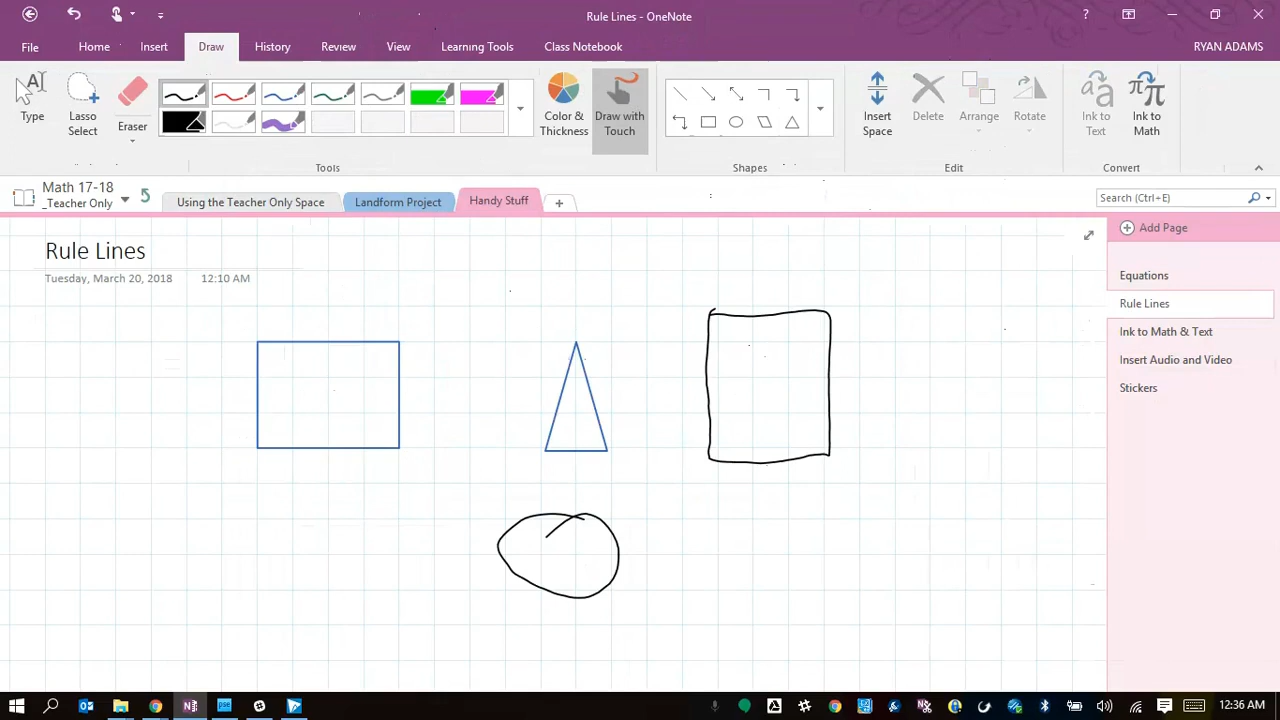 Rule Lines - OneNote
?
File
Home
Insert
Draw
History
Review
View
Learning Tools
Class Notebook
RYAN ADAMS
Type
Lasso
Select
Eraser
Color &
Thickness
Draw with
Touch
Insert
Space
Delete
Arrange
Rotate
Ink to
Text
Ink to
Math
Tools
Shapes
Edit
Convert
Math 17-18
_Teacher Only
Using the Teacher Only Space
Landform Project
Handy Stuff
Search (Ctrl+E)
Rule Lines
Tuesday, March 20, 2018
12:10 AM
Add Page
Equations
Rule Lines
Ink to Math & Text
Insert Audio and Video
Stickers
12:36 AM